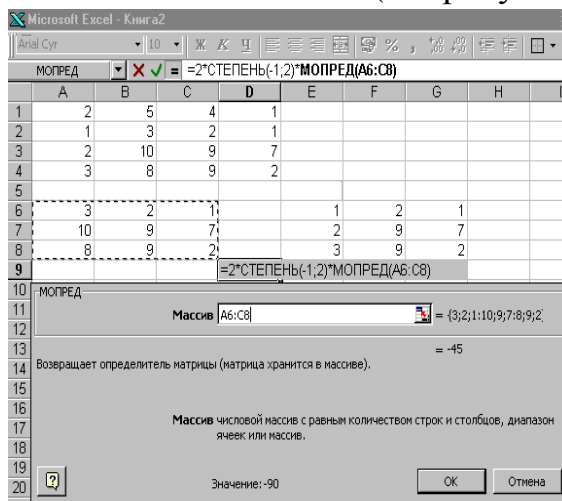 Microsoft Excel - Книга2
Arial Cyr 10 Ж К Ч %
МОПРЕД = =2*СТЕПЕНЬ(-1;2)*МОПРЕД(A6:C8)
A B C D E F G H I
1 2 5 4 1
2 1 3 2 1
3 2 10 9 7
4 3 8 9 2
5
6 3 2 1 1 2 1
7 10 9 7 2 9 7
8 8 9 2 3 9 2
9 =2*СТЕПЕНЬ(-1;2)*МОПРЕД(A6:C8)
10 МОПРЕД
11 Массив A6:C8 = {3;2;1:10;9;7:8;9;2}
12
13 = -45
14 Возвращает определитель матрицы (матрица хранится в массиве).
15
16 Массив числовой массив с равным количеством строк и столбцов, диапазон
17 ячеек или массив.
18
19 Значение:-90 OK Отмена
20